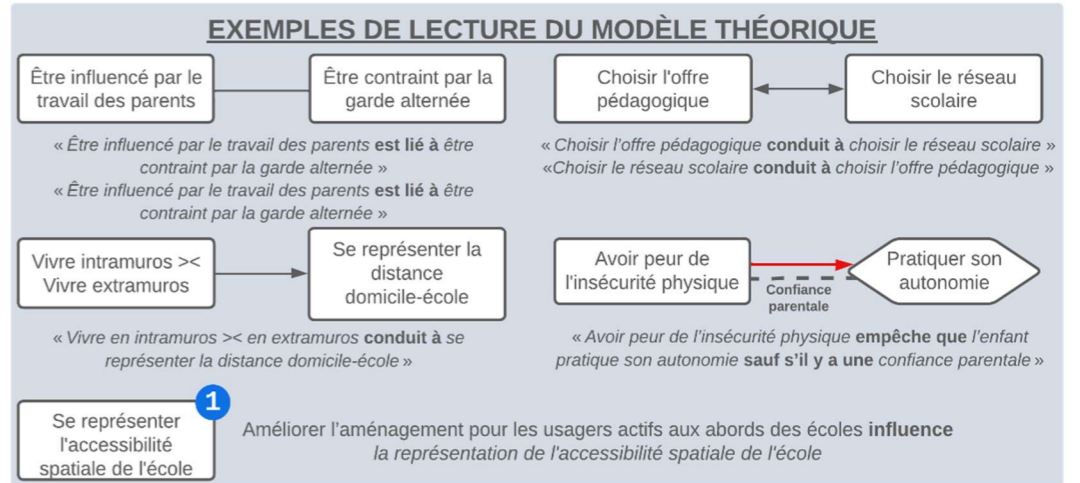 EXEMPLES DE LECTURE DU MODÈLE THÉORIQUE
Être influencé par le
travail des parents
Être contraint par la
garde alternée
« Être influencé par le travail des parents est lié à être
contraint par la garde alternée »
« Être influencé par le travail des parents est lié à être
contraint par la garde alternée »
Choisir l'offre
pédagogique
Choisir le réseau
scolaire
« Choisir l’offre pédagogique conduit à choisir le réseau scolaire »
«Choisir le réseau scolaire conduit à choisir l’offre pédagogique »
Vivre intramuros ><
Vivre extramuros
Se représenter la
distance
domicile-école
« Vivre en intramuros >< en extramuros conduit à se
représenter la distance domicile-école »
Avoir peur de
l'insécurité physique
Confiance
parentale
Pratiquer son
autonomie
« Avoir peur de l’insécurité physique empêche que l’enfant
pratique son autonomie sauf s’il y a une confiance parentale »
1
Se représenter
l'accessibilité
spatiale de l'école
Améliorer l’aménagement pour les usagers actifs aux abords des écoles influence
la représentation de l'accessibilité spatiale de l'école